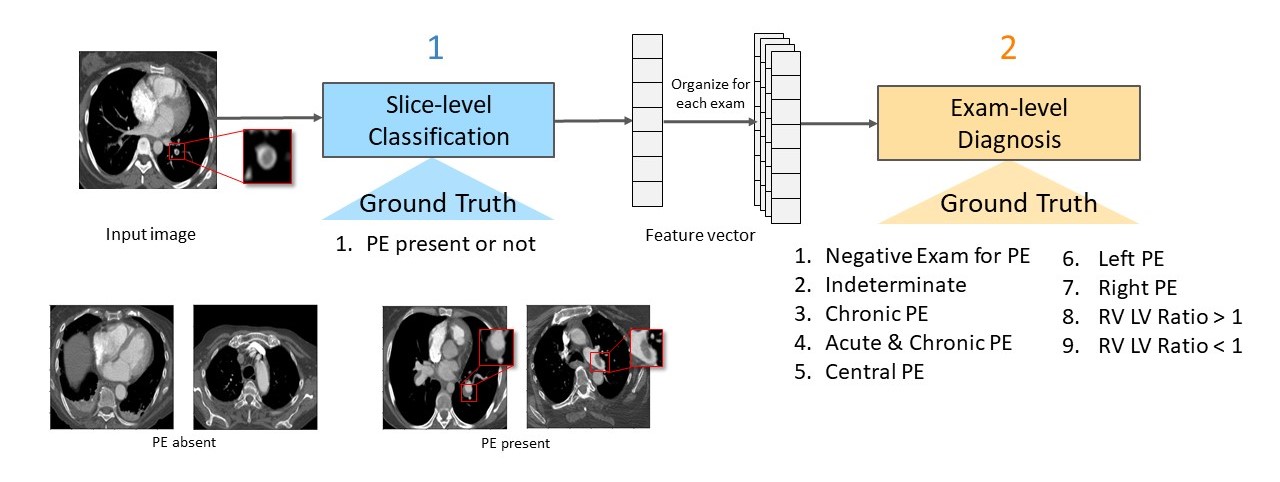 1
2
Slice-level
Classification
Organize for
each exam
Exam-level
Diagnosis
Ground Truth
Ground Truth
Input image
1. PE present or not
Feature vector
1. Negative Exam for PE
2. Indeterminate
3. Chronic PE
4. Acute & Chronic PE
5. Central PE
6. Left PE
7. Right PE
8. RV LV Ratio > 1
9. RV LV Ratio < 1
PE absent
PE present